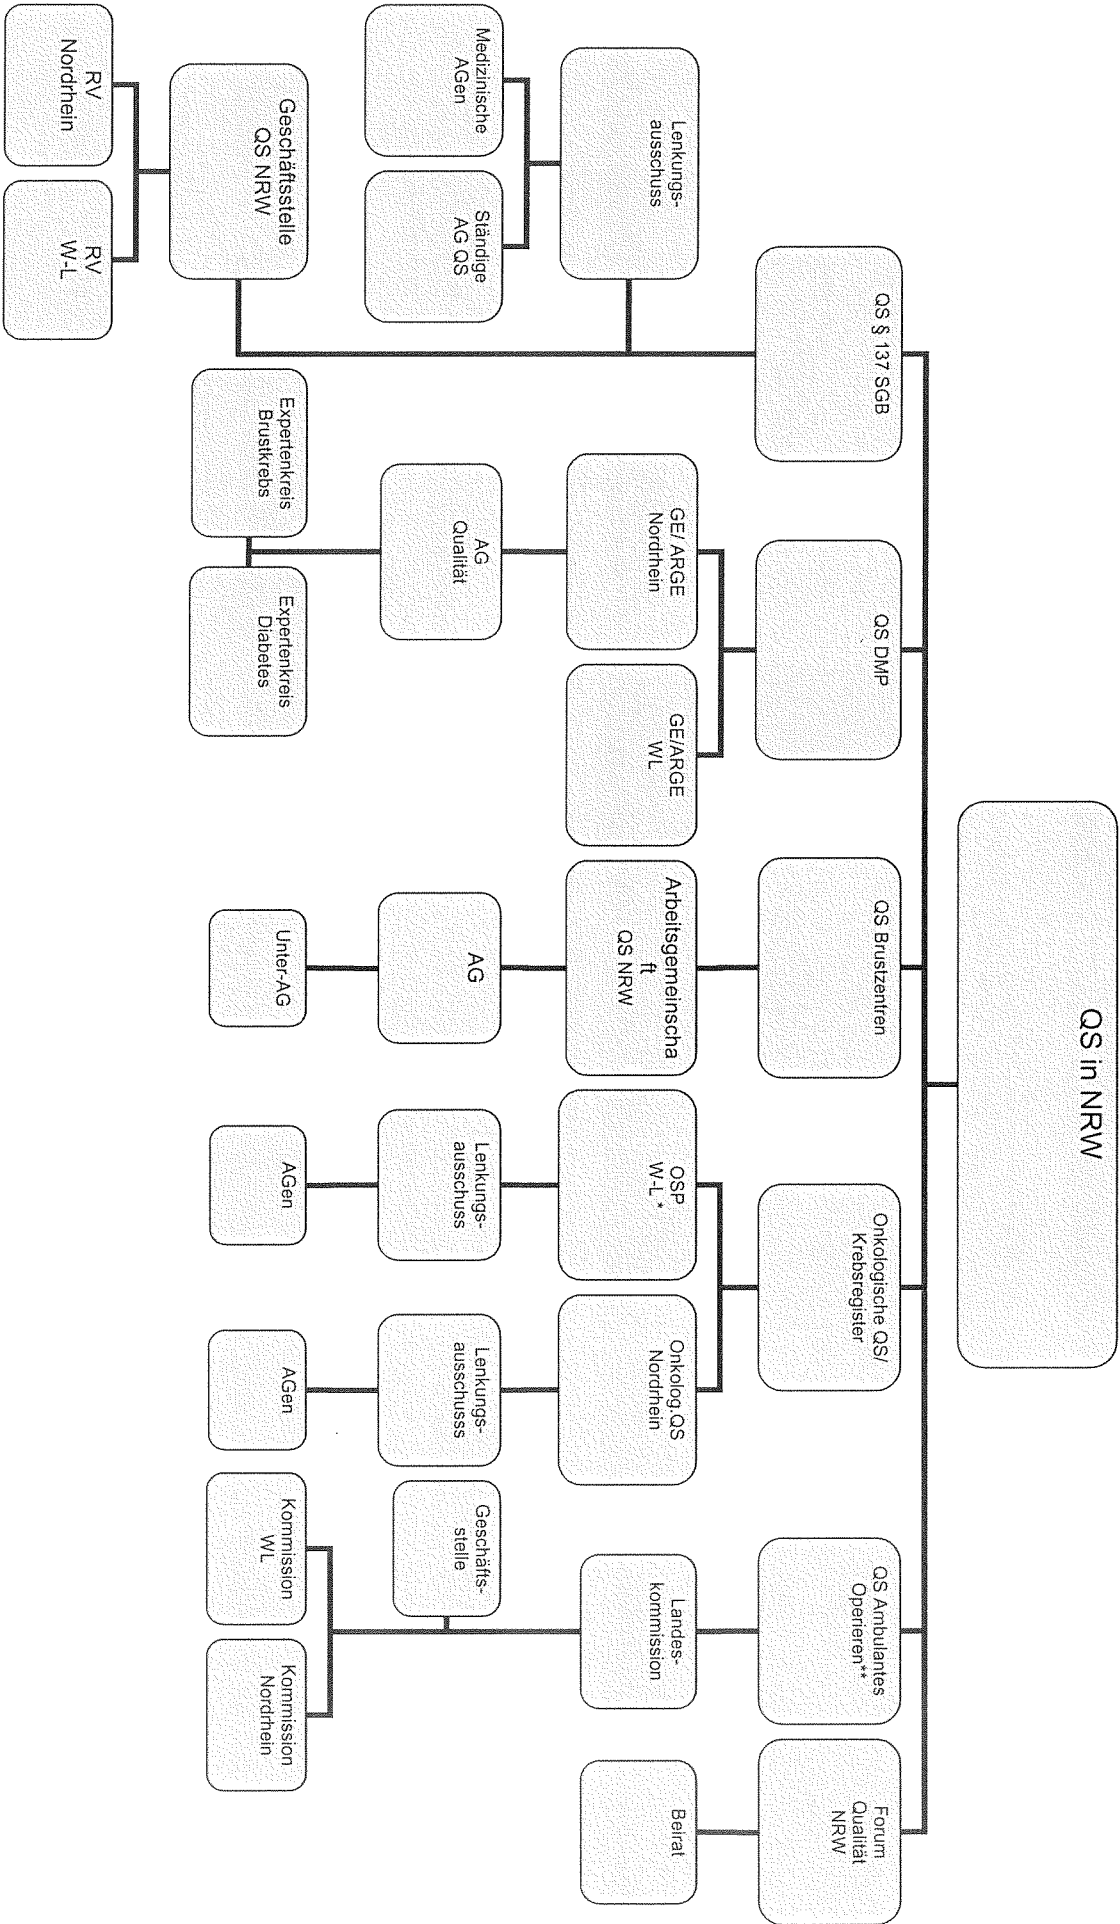 QS in NRW
QS § 137 SGB
QS DMP
QS Brustzentren
Onkologische QS/
Krebsregister
QS Ambulantes
Operieren**
Forum
Qualität
NRW
Lenkungs-
ausschuss
GE/ ARGE
Nordrhein
GE/ARGE
WL
Arbeitsgemeinscha
ft
QS NRW
OSP
W-L*
Onkolog.QS
Nordrhein
Landes-
kommission
Beirat
Medizinische
AGen
Ständige
AG QS
AG
Qualität
AG
Lenkungs-
ausschuss
Lenkungs-
ausschusss
Geschäfts-
stelle
Geschäftsstelle
QS NRW
Expertenkreis
Brustkrebs
Expertenkreis
Diabetes
Unter-AG
AGen
AGen
Kommission
WL
Kommission
Nordrhein
RV
Nordrhein
RV
W-L